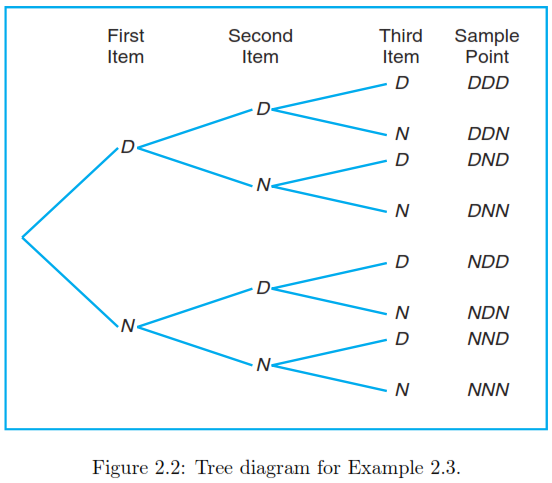 First Second Third Sample
Item Item Item Point
D DDD
D
N DDN
D
D DND
N
N DNN
D NDD
D
N NDN
N
D NND
N
N NNN
Figure 2.2: Tree diagram for Example 2.3.